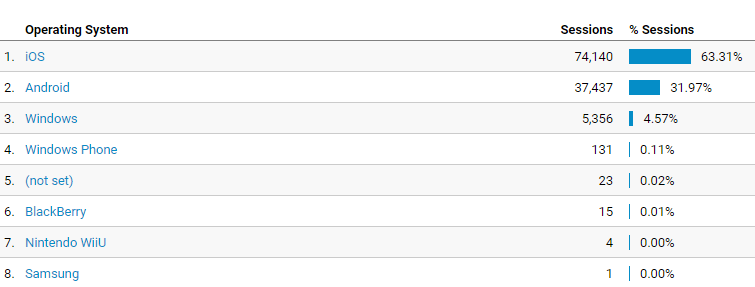 Operating System Sessions % Sessions
1. iOS 74,140 63.31%
2. Android 37,437 31.97%
3. Windows 5,356 4.57%
4. Windows Phone 131 0.11%
5. (not set) 23 0.02%
6. BlackBerry 15 0.01%
7. Nintendo WiiU 4 0.00%
8. Samsung 1 0.00%